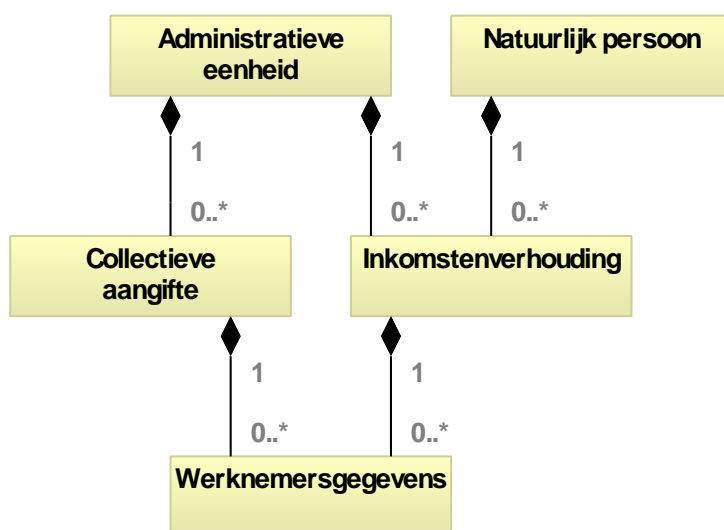 Administratieve
eenheid
Natuurlijk persoon
1
1
1
0..*
0..*
0..*
Collectieve
aangifte
Inkomstenverhouding
1
1
0..*
0..*
Werknemersgegevens